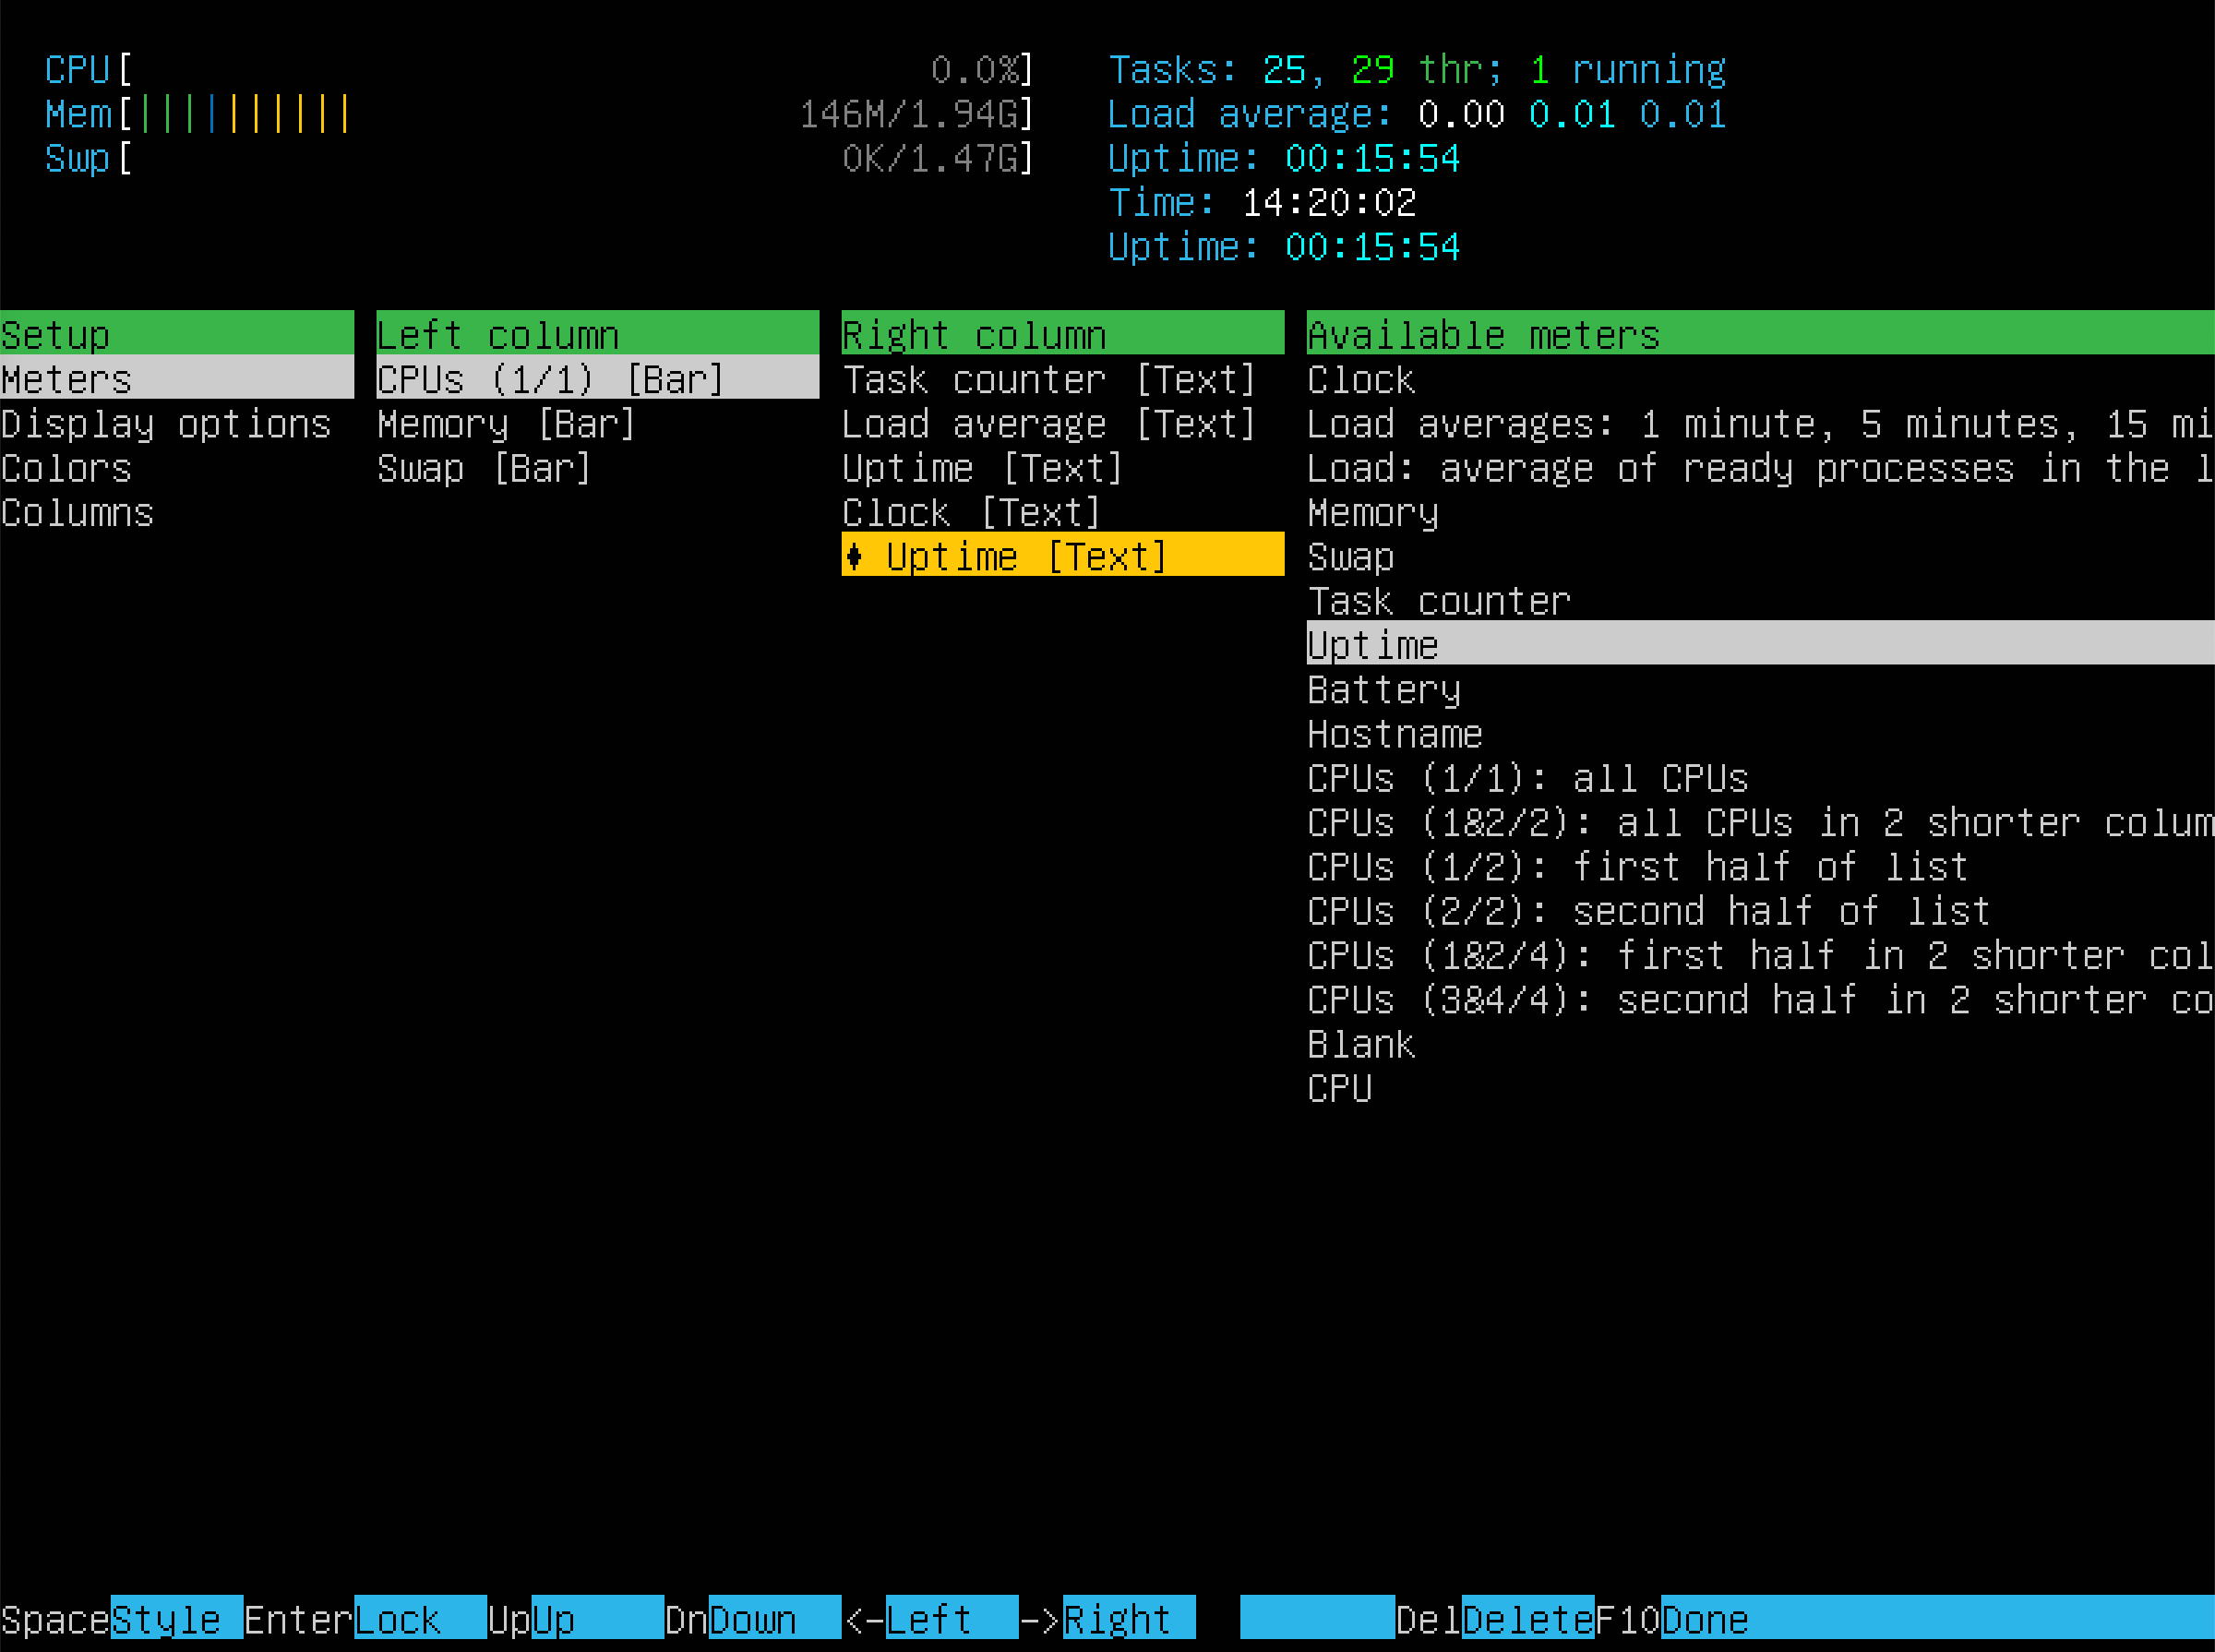 CPU[ 0.0%] Tasks: 25, 29 thr; 1 running
Mem[|||||||||| 146M/1.94G] Load average: 0.00 0.01 0.01
Swp[ 0K/1.47G] Uptime: 00:15:54
Time: 14:20:02
Uptime: 00:15:54
Setup Left column Right column Available meters
Meters CPUs (1/1) [Bar] Task counter [Text] Clock
Display options Memory [Bar] Load average [Text] Load averages: 1 minute, 5 minutes, 15 mi
Colors Swap [Bar] Uptime [Text] Load: average of ready processes in the l
Columns Clock [Text] Memory
♦ Uptime [Text] Swap
Task counter
Uptime
Battery
Hostname
CPUs (1/1): all CPUs
CPUs (1&2/2): all CPUs in 2 shorter colum
CPUs (1/2): first half of list
CPUs (2/2): second half of list
CPUs (1&2/4): first half in 2 shorter col
CPUs (3&4/4): second half in 2 shorter co
Blank
CPU
SpaceStyle EnterLock UpUp DnDown <-Left ->Right DelDeleteF10Done